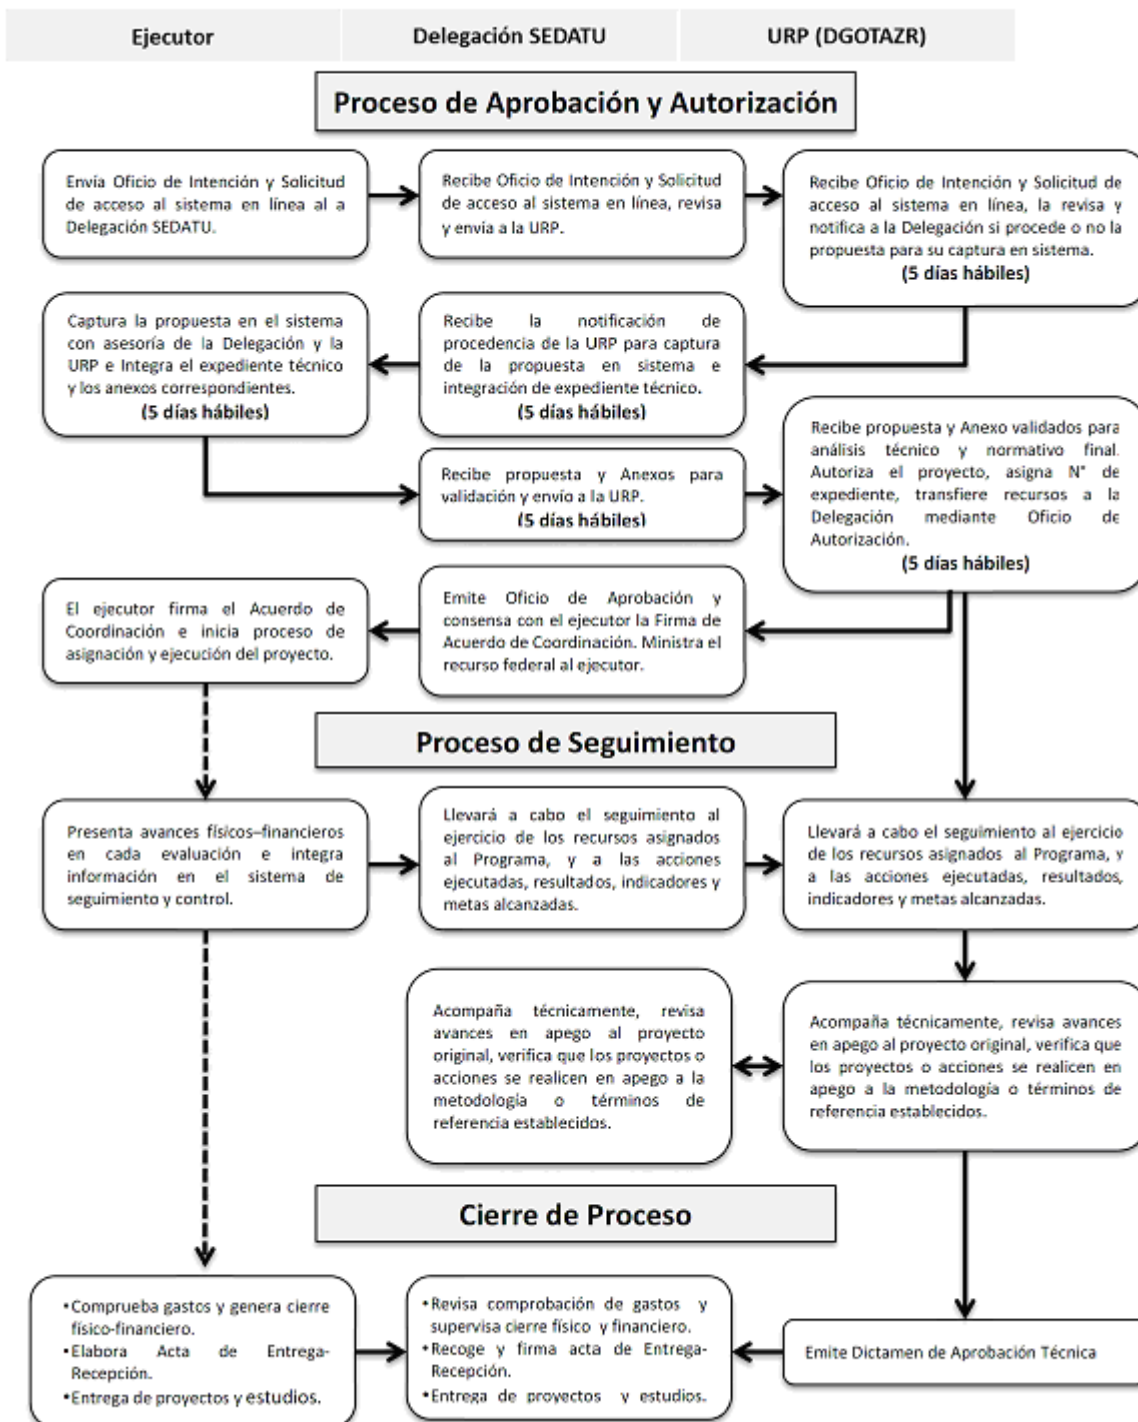 Ejecutor
Delegación SEDATU
URP (DGOTAZR)
Proceso de Aprobación y Autorización
Envía Oficio de Intención y Solicitud
de acceso al sistema en línea al a
Delegación SEDATU.
Recibe Oficio de Intención y Solicitud
de acceso al sistema en línea, revisa
y envia a la URP.
Recibe Oficio de Intención y Solicitud de
acceso al sistema en línea, la revisa y
notifica a la Delegación si procede o no la
propuesta para su captura en sistema.
(5 días hábiles)
Captura la propuesta en el sistema
con asesoría de la Delegación y la
URP e Integra el expediente técnico
y los anexos correspondientes.
(5 días hábiles)
Recibe la notificación de
procedencia de la URP para captura
de la propuesta en sistema e
integración de expediente técnico.
(5 días hábiles)
Recibe propuesta y Anexo validados para
análisis técnico y normativo final.
Autoriza el proyecto, asigna N° de
expediente, transfiere recursos a la
Delegación mediante Oficio de
Autorización.
(5 días hábiles)
Recibe propuesta y Anexos para
validación y envío a la URP.
(5 días hábiles)
El ejecutor firma el Acuerdo de
Coordinación e inicia proceso de
asignación y ejecución del proyecto.
Emite Oficio de Aprobación y
consensa con el ejecutor la Firma de
Acuerdo de Coordinación. Ministra el
recurso federal al ejecutor.
Proceso de Seguimiento
Presenta avances físicos–financieros
en cada evaluación e integra
información en el sistema de
seguimiento y control.
Llevará a cabo el seguimiento al
ejercicio de los recursos asignados
al Programa, y a las acciones
ejecutadas, resultados, indicadores y
metas alcanzadas.
Llevará a cabo el seguimiento al ejercicio
de los recursos asignados al Programa, y
a las acciones ejecutadas, resultados,
indicadores y metas alcanzadas.
Acompaña técnicamente, revisa
avances en apego al proyecto
original, verifica que los proyectos o
acciones se realicen en apego a la
metodología o términos de
referencia establecidos.
Acompaña técnicamente, revisa avances
en apego al proyecto original, verifica que
los proyectos o acciones se realicen en
apego a la metodología o términos de
referencia establecidos.
Cierre de Proceso
•Comprueba gastos y genera cierre
físico-financiero.
•Elabora Acta de Entrega-
Recepción.
•Entrega de proyectos y estudios.
•Revisa comprobación de gastos y
supervisa cierre físico y financiero.
•Recoge y firma acta de Entrega-
Recepción.
•Entrega de proyectos y estudios.
Emite Dictamen de Aprobación Técnica